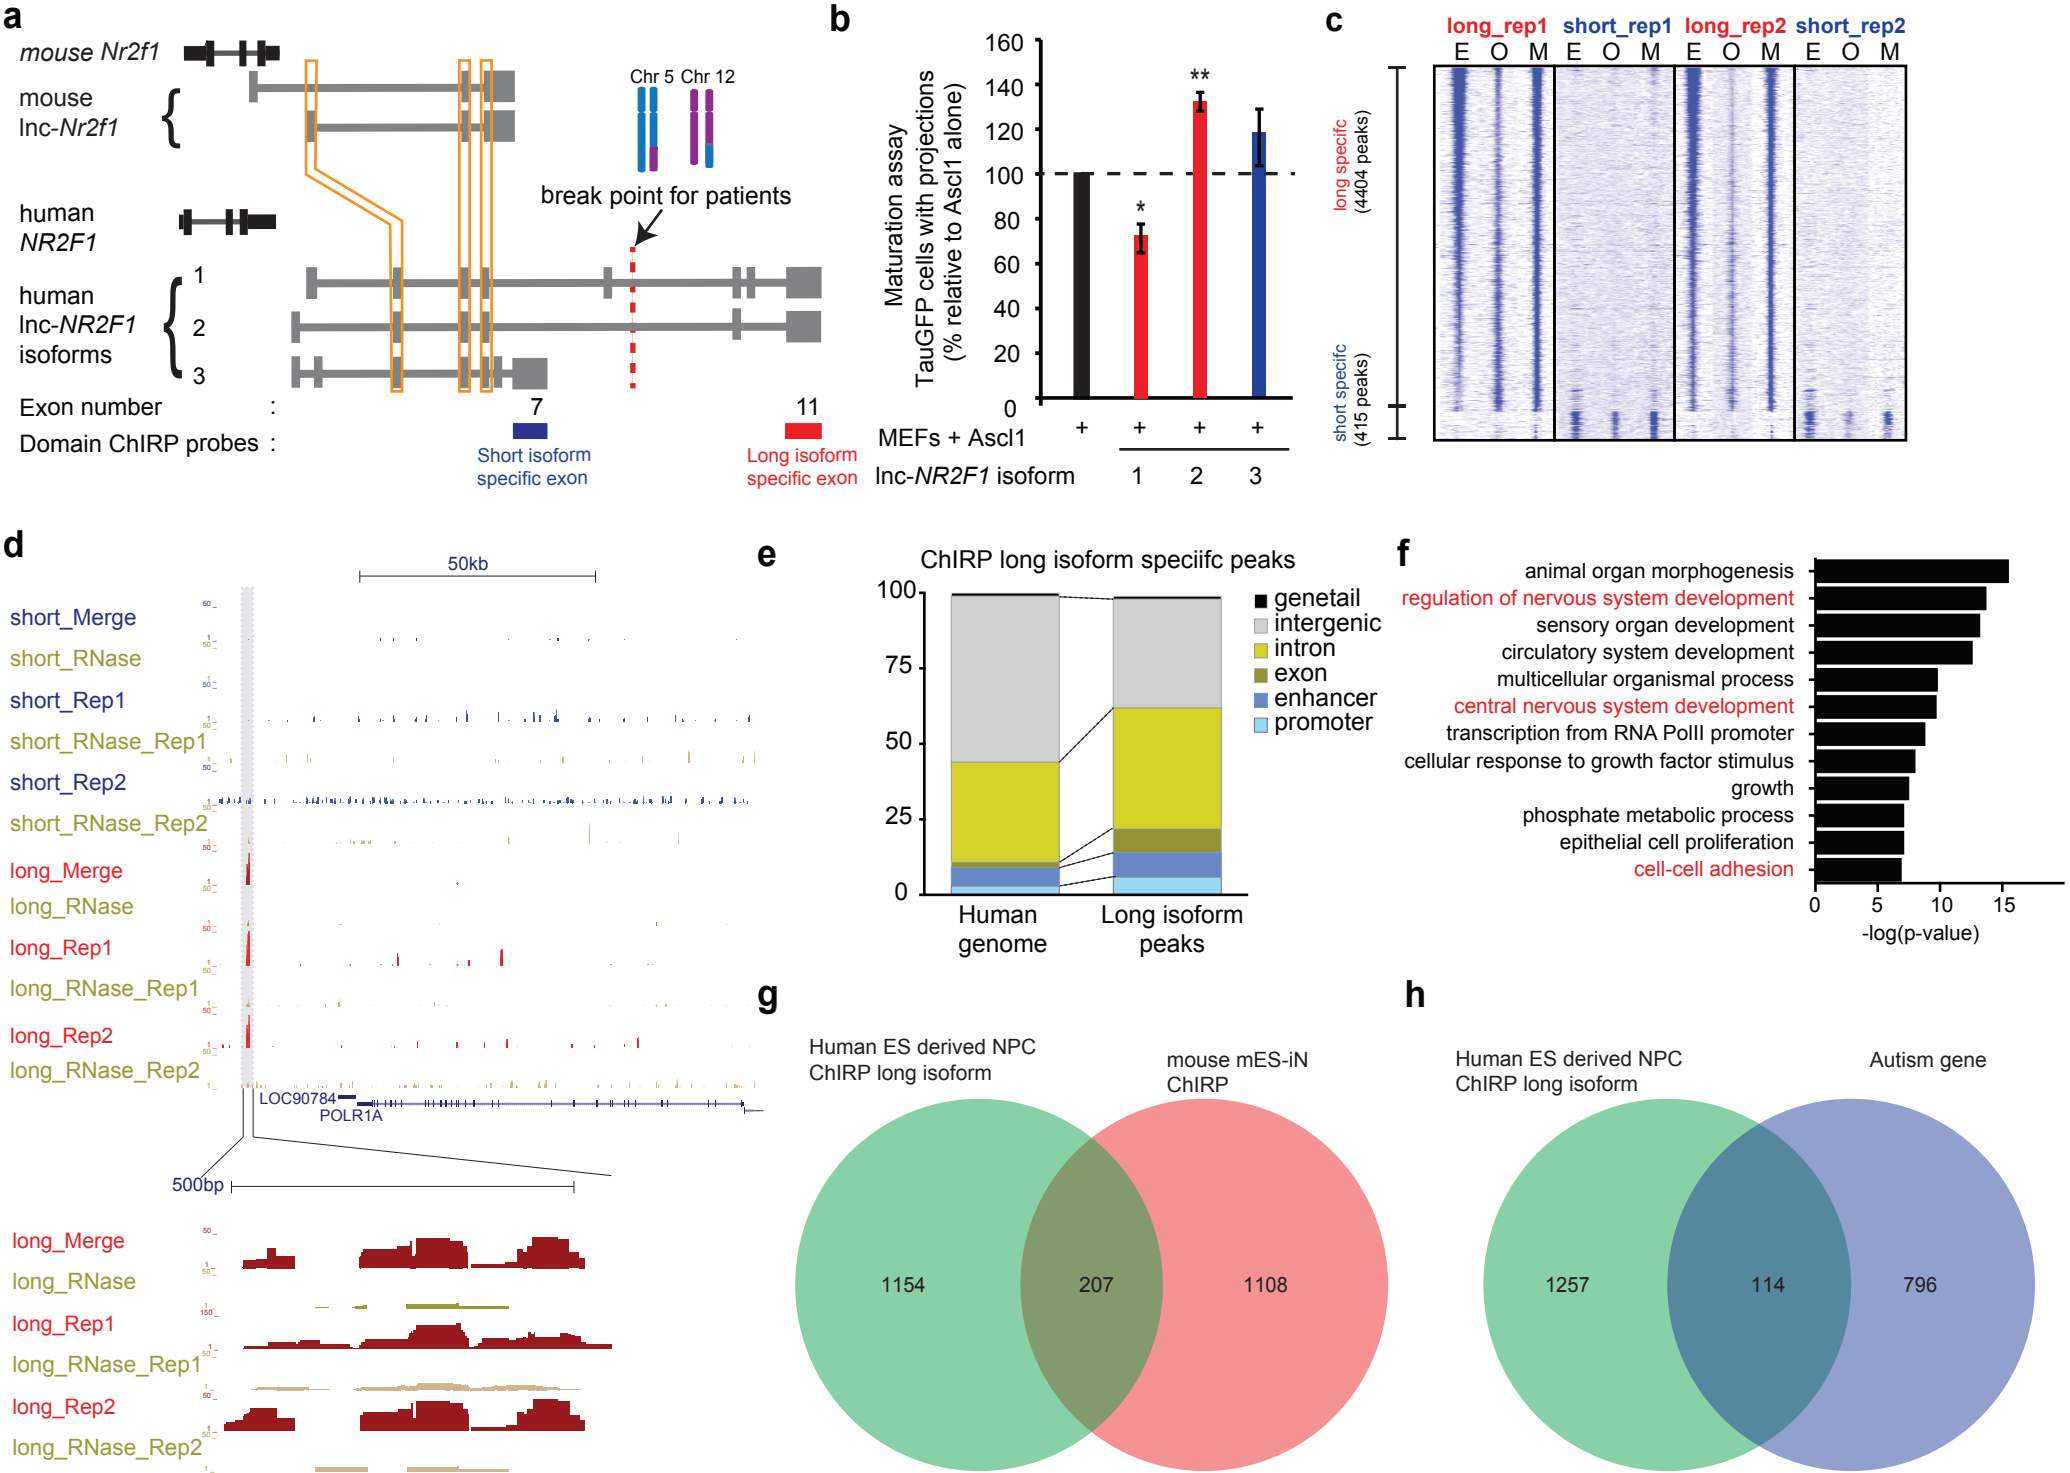 a
mouse Nr2f1
mouse
lnc-Nr2f1
{
Chr 5 Chr 12
break point for patients
human
NR2F1
human
lnc-NR2F1
isoforms
{
1
2
3
Exon number :
7
11
Domain ChIRP probes :
Short isoform
specific exon
Long isoform
specific exon
b
Maturation assay
TauGFP cells with projections
(% relative to Ascl1 alone)
160
140
120
100
80
60
40
20
0
*
**
MEFs + Ascl1 + + + +
lnc-NR2F1 isoform 1 2 3
c
long_rep1 short_rep1 long_rep2 short_rep2
E O M E O M E O M E O M
long specifc
(4404 peaks)
short specifc
(415 peaks)
d
50kb
short_Merge
short_RNase
short_Rep1
short_RNase_Rep1
short_Rep2
short_RNase_Rep2
long_Merge
long_RNase
long_Rep1
long_RNase_Rep1
long_Rep2
long_RNase_Rep2
LOC90784
POLR1A
500bp
long_Merge
long_RNase
long_Rep1
long_RNase_Rep1
long_Rep2
long_RNase_Rep2
e
ChIRP long isoform speciifc peaks
100
75
50
25
0
Human
genome
Long isoform
peaks
genetail
intergenic
intron
exon
enhancer
promoter
f
animal organ morphogenesis
regulation of nervous system development
sensory organ development
circulatory system development
multicellular organismal process
central nervous system development
transcription from RNA PolII promoter
cellular response to growth factor stimulus
growth
phosphate metabolic process
epithelial cell proliferation
cell-cell adhesion
0 5 10 15
-log(p-value)
g
Human ES derived NPC
ChIRP long isoform
mouse mES-iN
ChIRP
1154
207
1108
h
Human ES derived NPC
ChIRP long isoform
Autism gene
1257
114
796